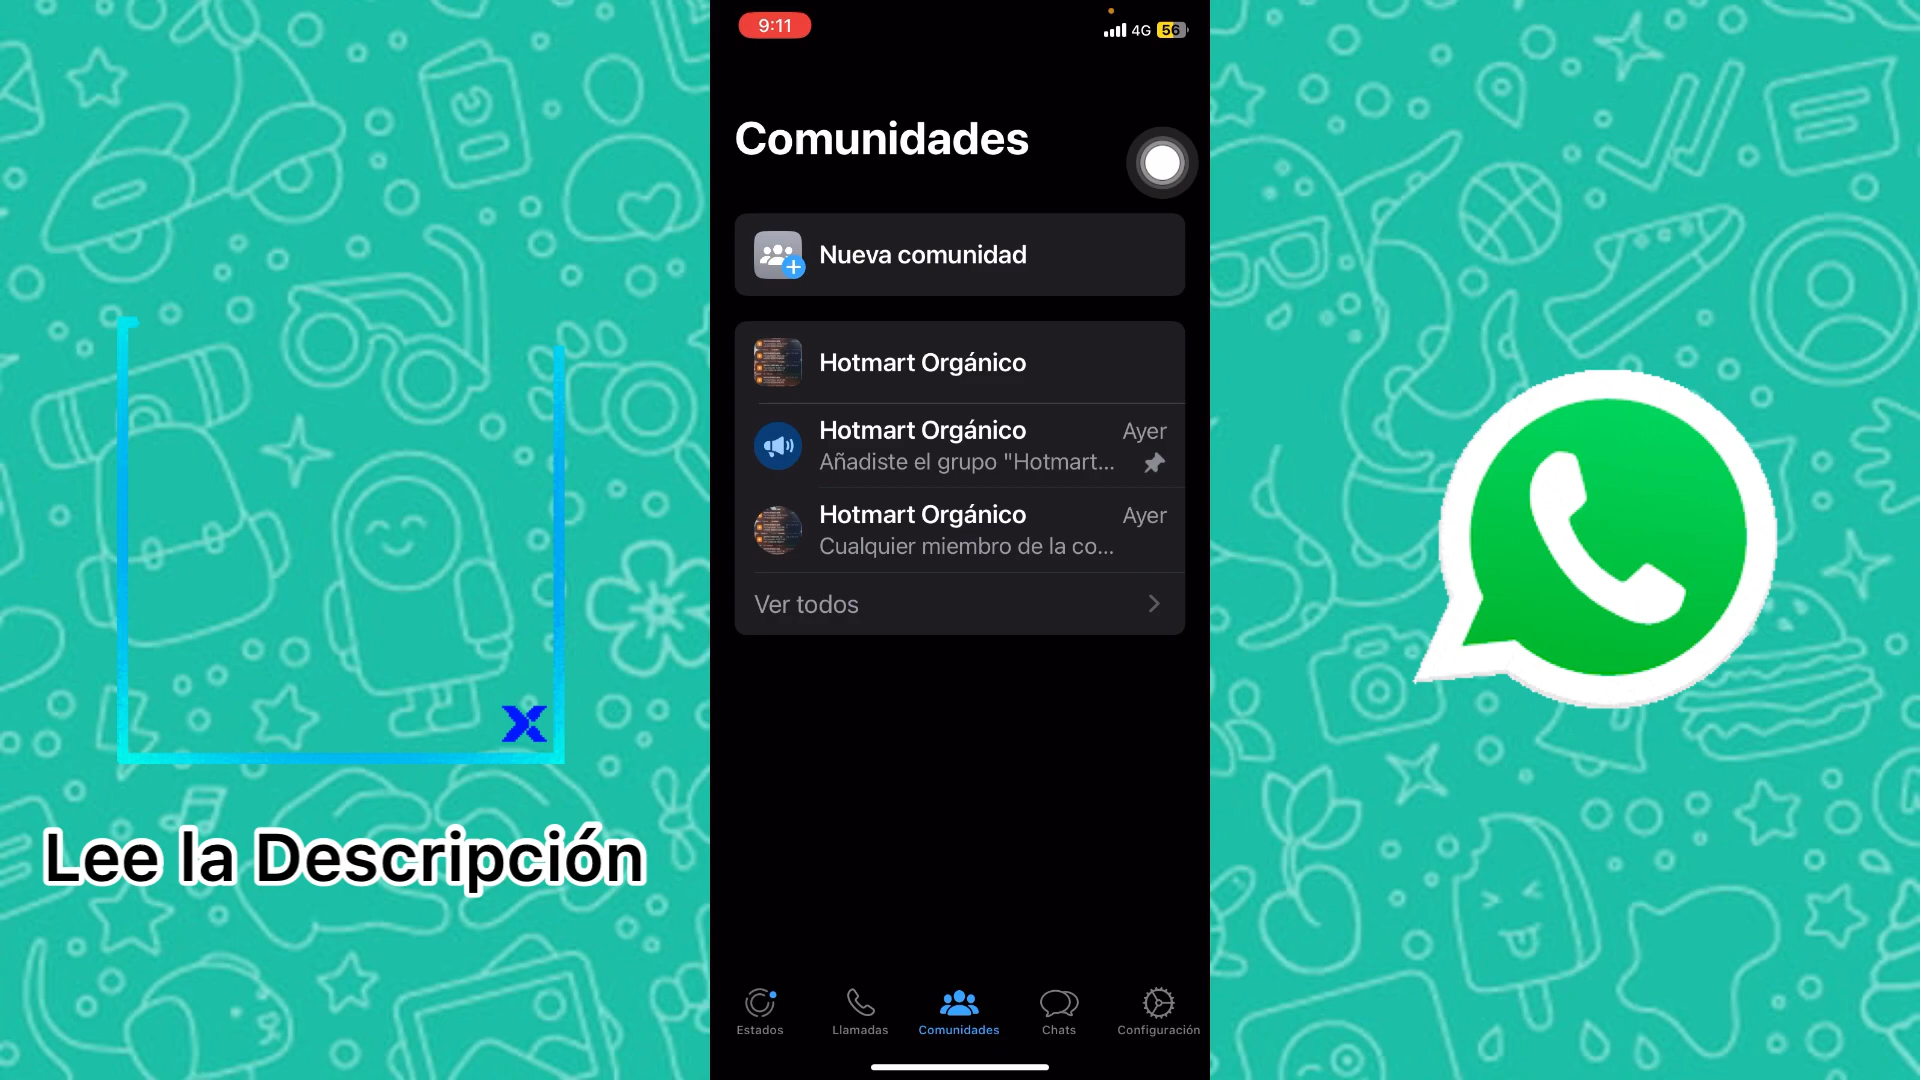 9:11
4G 56
Comunidades
Nueva comunidad
Hotmart Orgánico
Hotmart Orgánico Ayer
Añadiste el grupo "Hotmart...
Hotmart Orgánico Ayer
Cualquier miembro de la co...
Ver todos
Estados Llamadas Comunidades Chats Configuración
X
Lee la Descripción